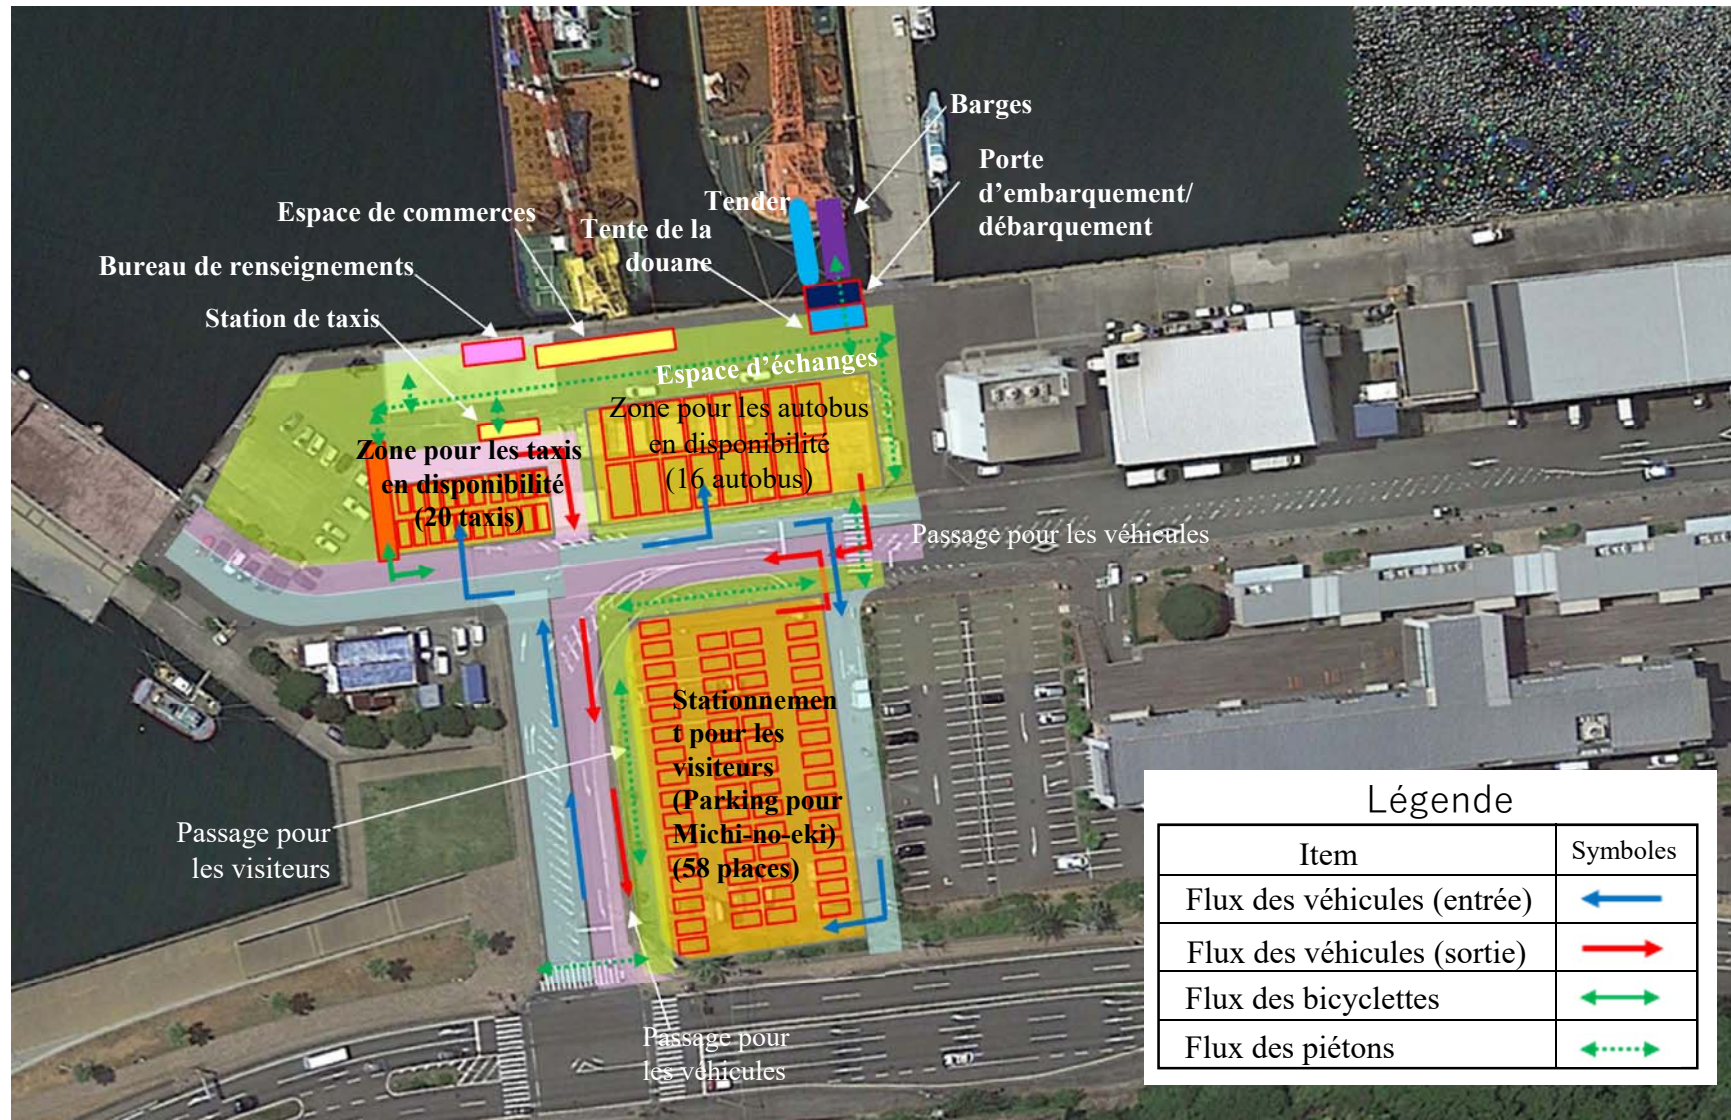 Barges
Porte
d’embarquement/
débarquement
Tender
Espace de commerces
Tente de la
douane
Bureau de renseignements
Station de taxis
Espace d’échanges
Zone pour les autobus
en disponibilité
(16 autobus)
Zone pour les taxis
en disponibilité
(20 taxis)
Passage pour les véhicules
Stationnemen
t pour les
visiteurs
(Parking pour
Michi-no-eki)
(58 places)
Passage pour
les visiteurs
Passage pour
les véhicules
Légende
Item
Symboles
Flux des véhicules (entrée)
Flux des véhicules (sortie)
Flux des bicyclettes
Flux des piétons